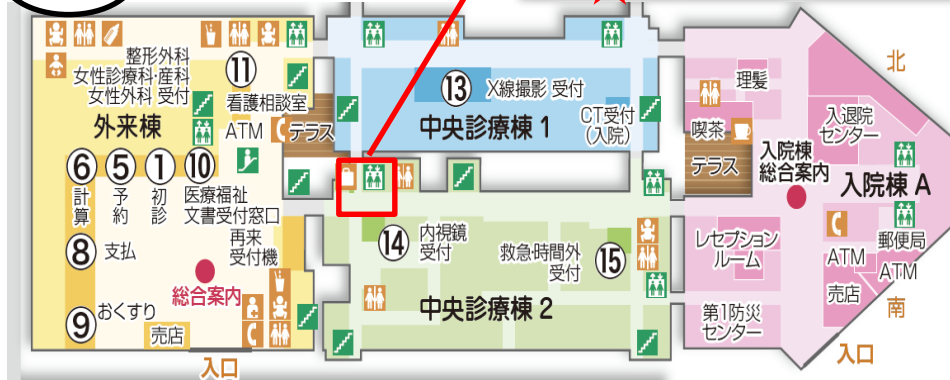 整形外科
女性診療科・産科
女性外科 受付
外来棟
⑪
看護相談室
ATM
テラス
⑥
計算
⑤
予約
①
初診
⑩
医療福祉
文書受付窓口
⑧
支払
再来
受付機
総合案内
⑨
おくすり
売店
入口
⑬
X線撮影 受付
CT受付
(入院)
中央診療棟 1
⑭
内視鏡
受付
救急・時間外
受付
⑮
中央診療棟 2
理髪
喫茶
テラス
入退院
センター
入院棟
総合案内
入院棟 A
レセプション
ルーム
第1防災
センター
ATM
売店
郵便局
ATM
北
南
入口